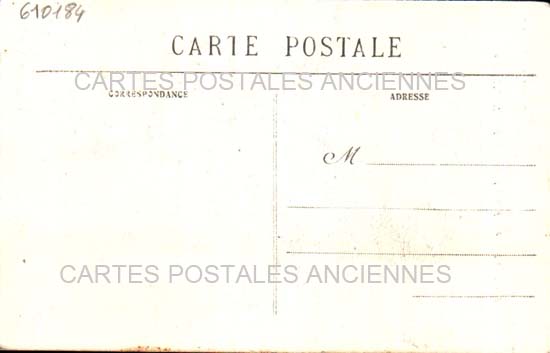 610184
CARTE POSTALE
CARTES POSTALES ANCIENNES
CORRESPONDANCE
ADRESSE
M
CARTES POSTALES ANCIENNES